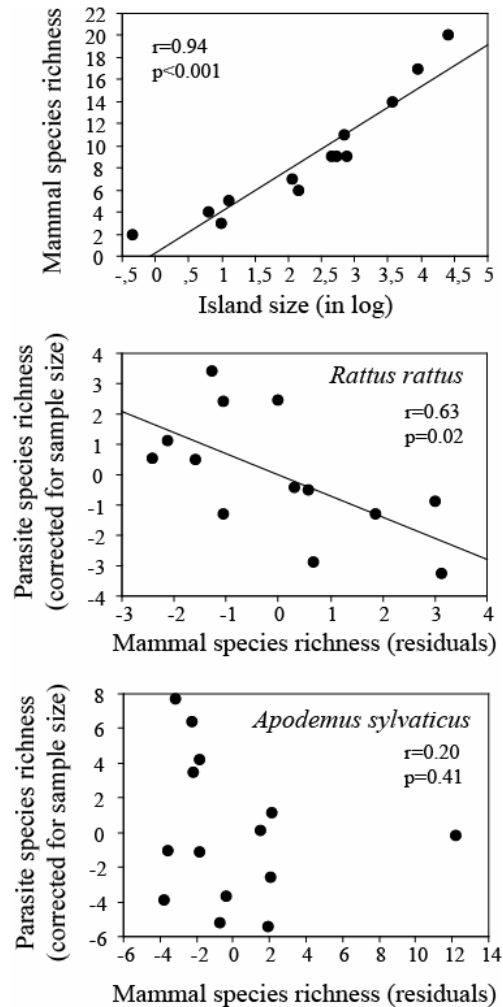 22
20
18
16
14
12
10
8
6
4
2
0
Mammal species richness
r=0.94
p<0.001
-,5 0 ,5 1 1,5 2 2,5 3 3,5 4 4,5 5
Island size (in log)
4
3
2
1
0
-1
-2
-3
-4
Parasite species richness
(corrected for sample size)
Rattus rattus
r=0.63
p=0.02
-3 -2 -1 0 1 2 3 4
Mammal species richness (residuals)
8
6
4
2
0
-2
-4
-6
Parasite species richness
(corrected for sample size)
Apodemus sylvaticus
r=0.20
p=0.41
-6 -4 -2 0 2 4 6 8 10 12 14
Mammal species richness (residuals)